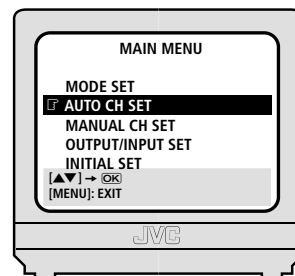 MAIN MENU
MODE SET
☞ AUTO CH SET
MANUAL CH SET
OUTPUT/INPUT SET
INITIAL SET
[▲▼] → OK
[MENU]: EXIT
JVC